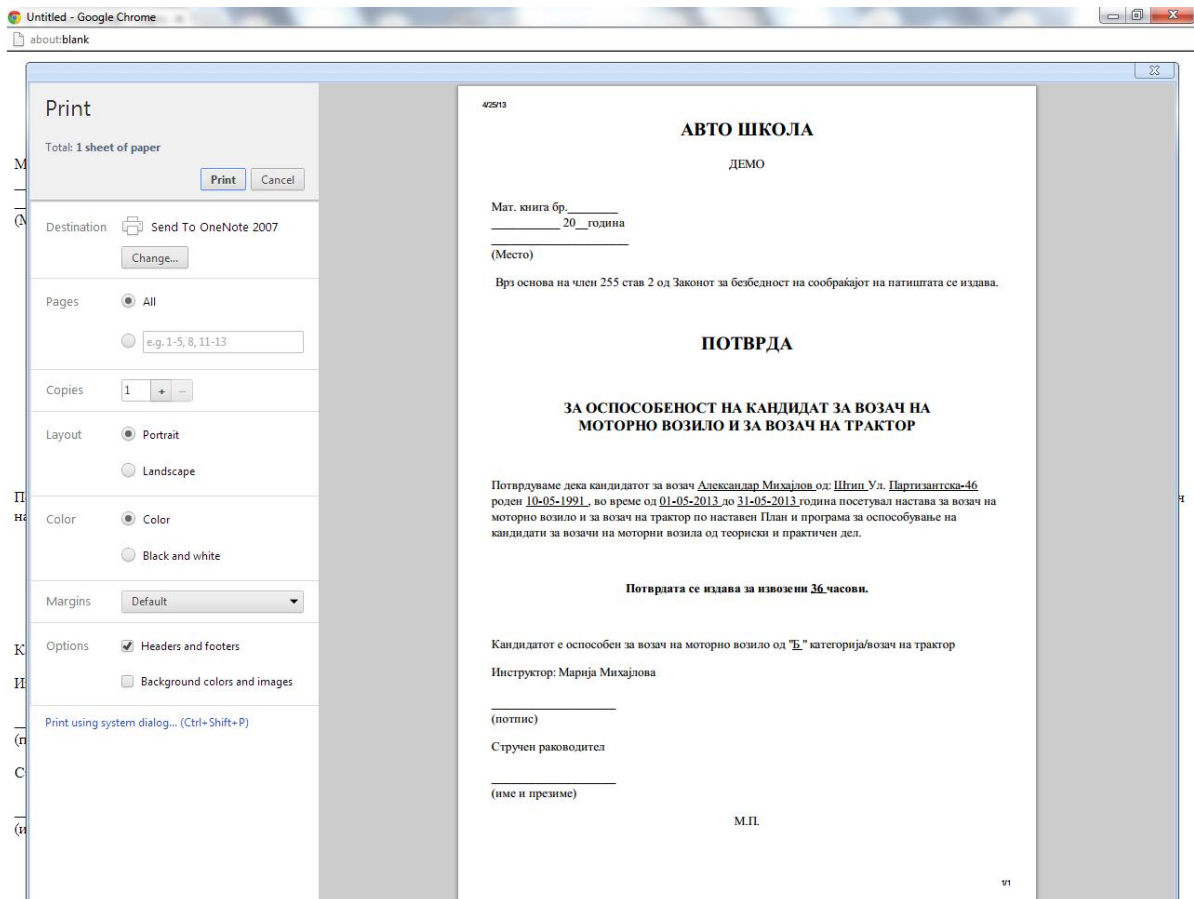 Untitled - Google Chrome
about:blank
Print
Total: 1 sheet of paper
Print Cancel
Destination Send To OneNote 2007
Change...
Pages All
e.g. 1-5, 8, 11-13
Copies 1 + -
Layout Portrait
Landscape
Color Color
Black and white
Margins Default
Options Headers and footers
Background colors and images
Print using system dialog... (Ctrl+Shift+P)
4/25/13
АВТО ШКОЛА
ДЕМО
Мат. книга бр.________
___________ 20__година
______________________
(Место)
Врз основа на член 255 став 2 од Законот за безбедност на сообраќајот на патиштата се издава.
ПОТВРДА
ЗА ОСПОСОБЕНОСТ НА КАНДИДАТ ЗА ВОЗАЧ НА
МОТОРНО ВОЗИЛО И ЗА ВОЗАЧ НА ТРАКТОР
Потврдуваме дека кандидатот за возач Александар Михајлов од: Штип Ул. Партизантска-46
роден 10-05-1991 , во време од 01-05-2013 до 31-05-2013 година посетувал настава за возач на
моторно возило и за возач на трактор по наставен План и програма за оспособување на
кандидати за возачи на моторни возила од теориски и практичен дел.
Потврдата се издава за извозени 36 часови.
Кандидатот е оспособен за возач на моторно возило од "Б " категорија/возач на трактор
Инструктор: Марија Михајлова
____________________
(потпис)
Стручен раководител
____________________
(име и презиме)
М.П.
1/1